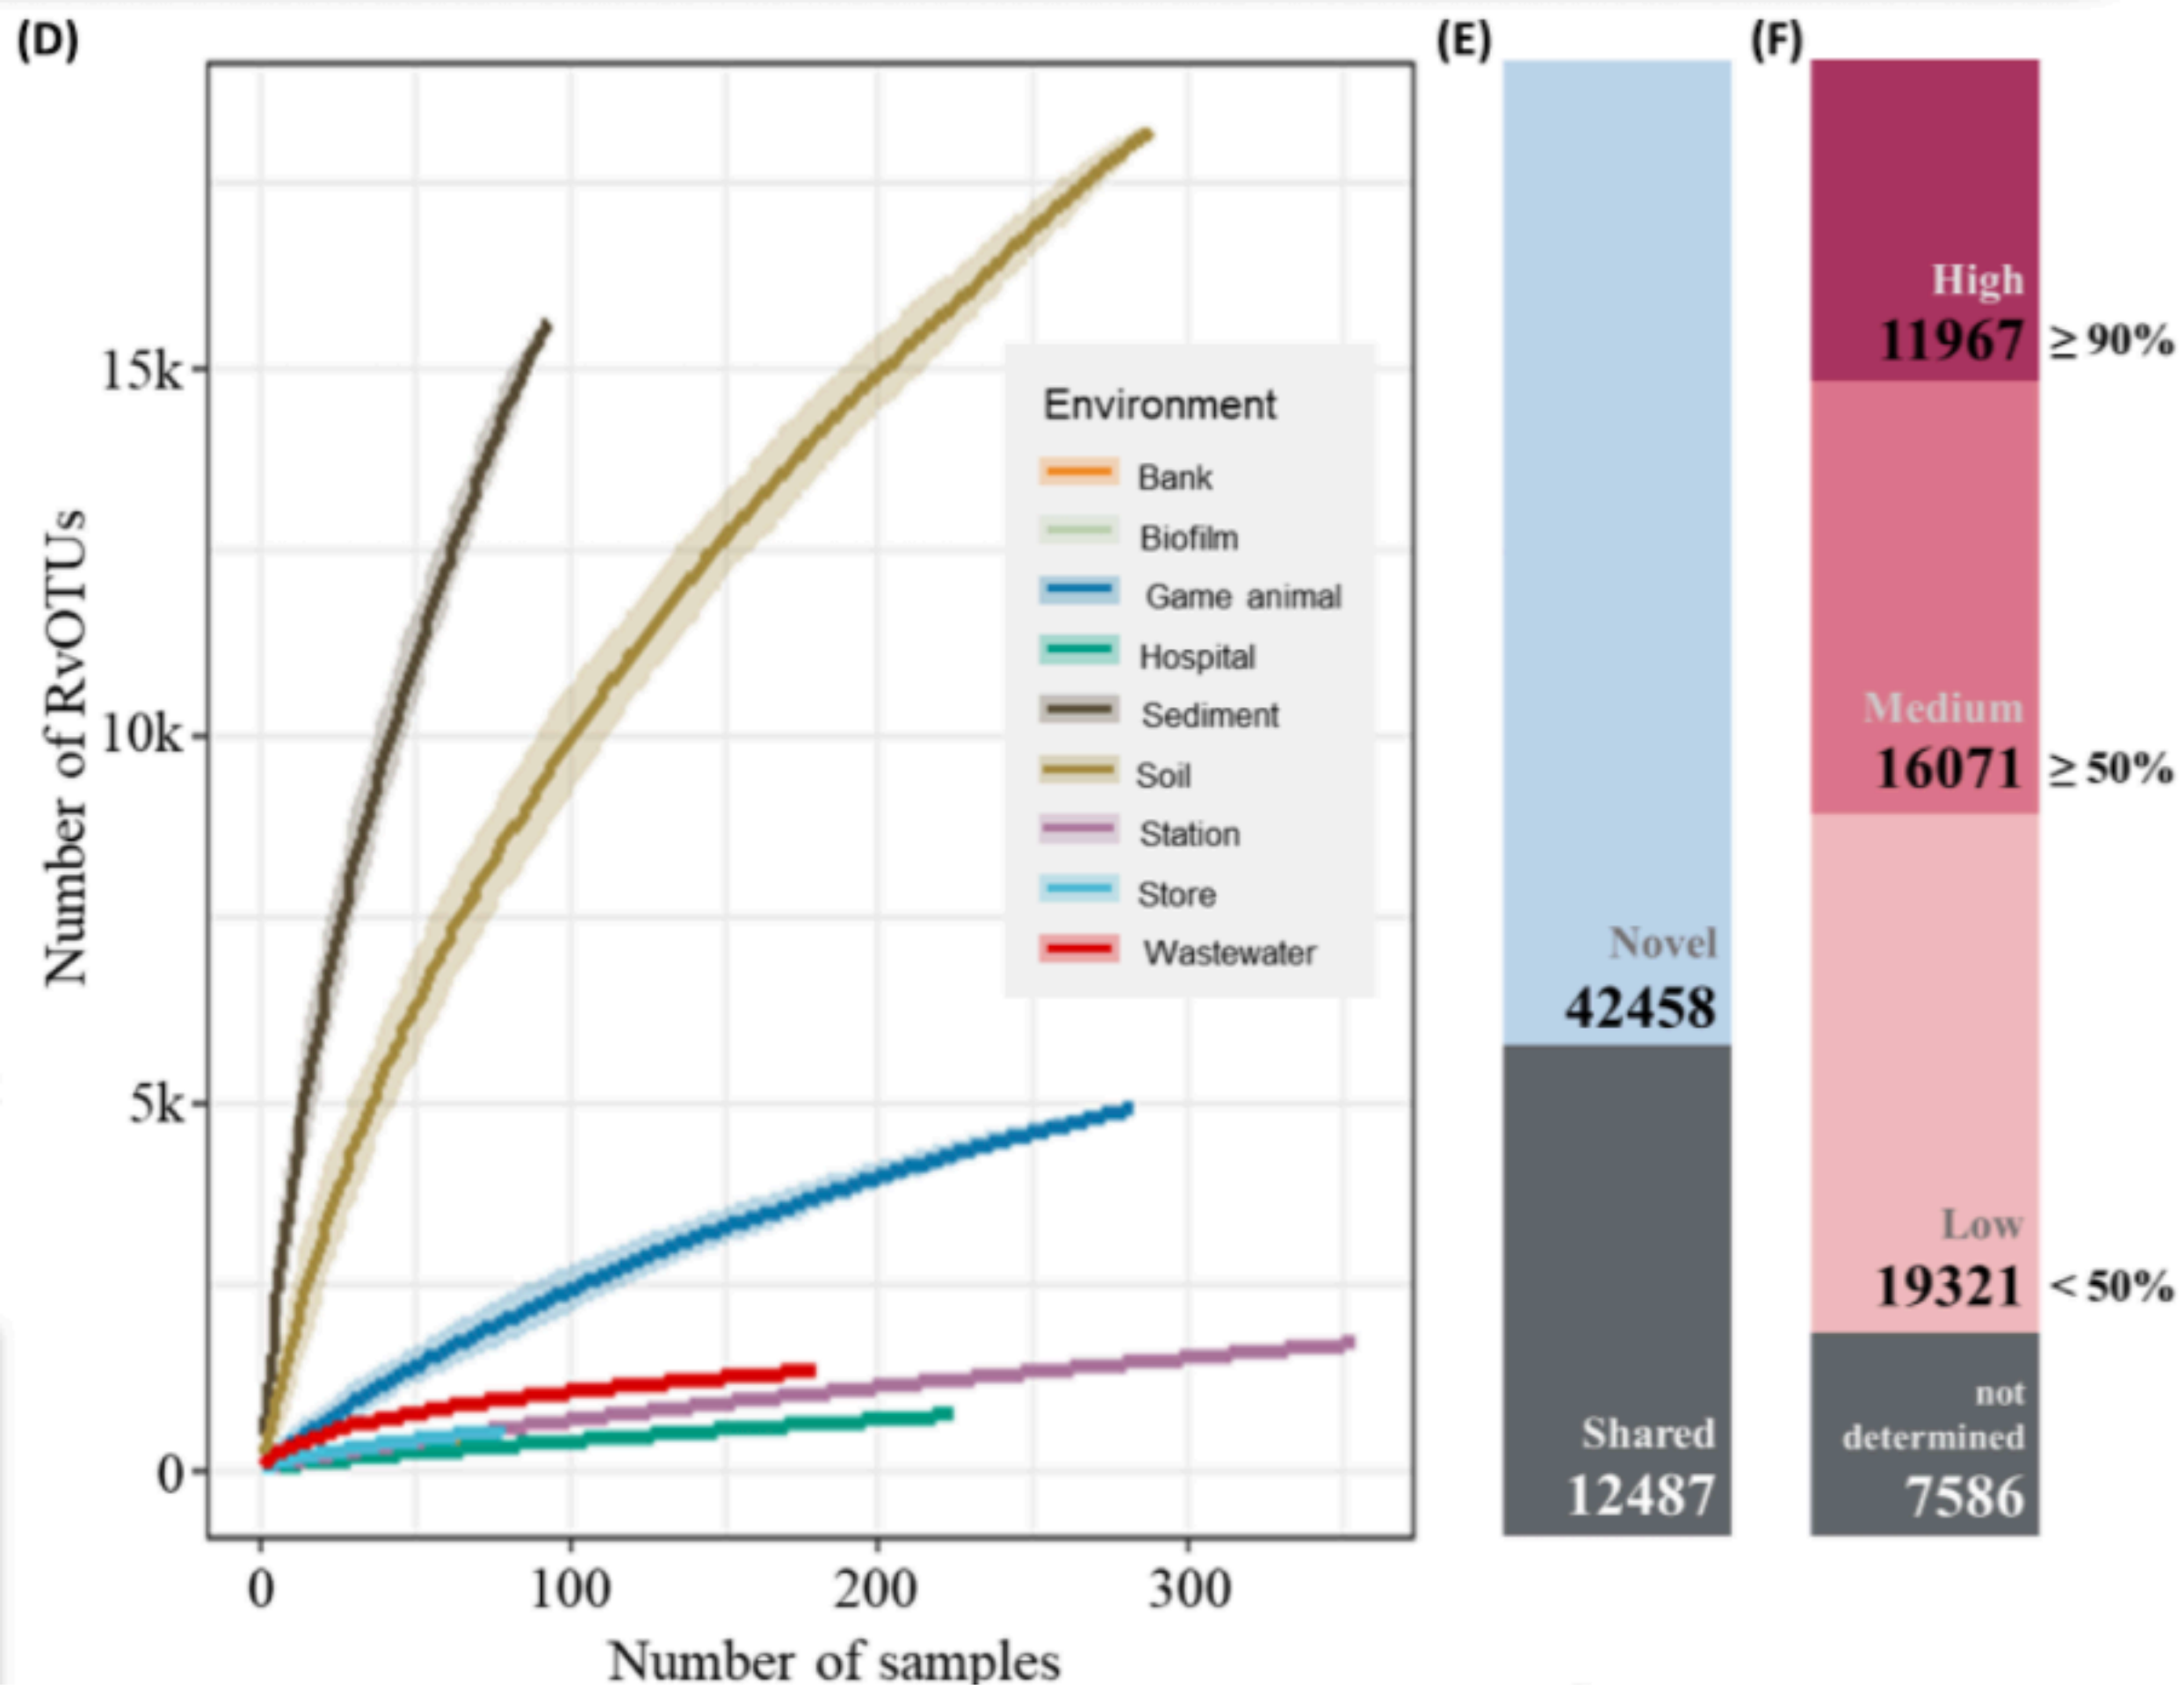 (D)
Number of RvOTUs
15k
10k
5k
0
0 100 200 300
Number of samples
Environment
Bank
Biofilm
Game animal
Hospital
Sediment
Soil
Station
Store
Wastewater
(E)
Novel
42458
Shared
12487
(F)
High
11967 ≥ 90%
Medium
16071 ≥ 50%
Low
19321 < 50%
not
determined
7586